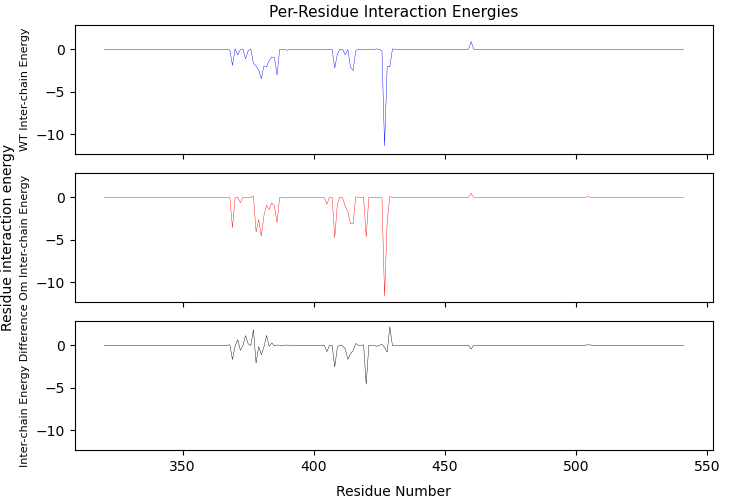 Per-Residue Interaction Energies
Residue interaction energy
WT Inter-chain Energy
0
−5
−10
Om Inter-chain Energy
0
−5
−10
Inter-chain Energy Difference
0
−5
−10
350
400
450
500
550
Residue Number